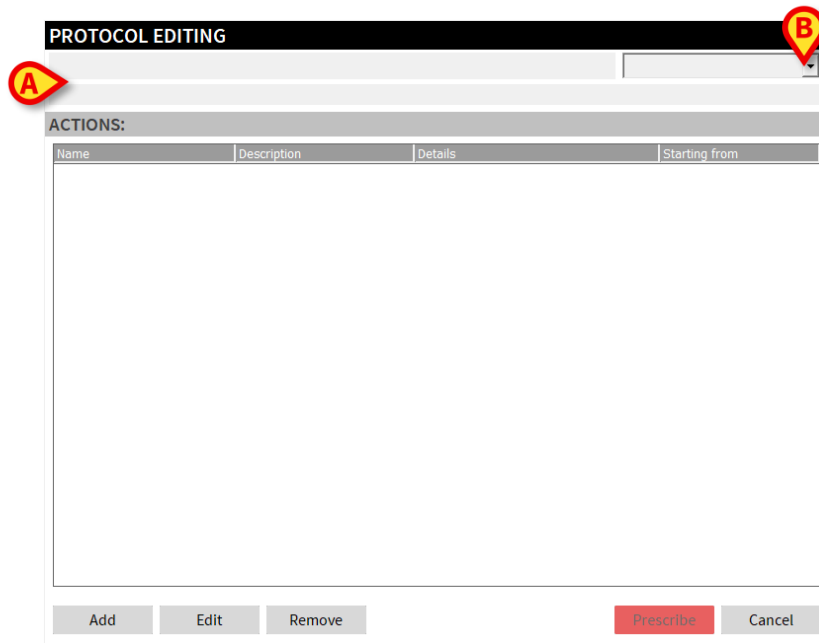 PROTOCOL EDITING
B
A
ACTIONS:
Name Description Details Starting from
Add Edit Remove Prescribe Cancel